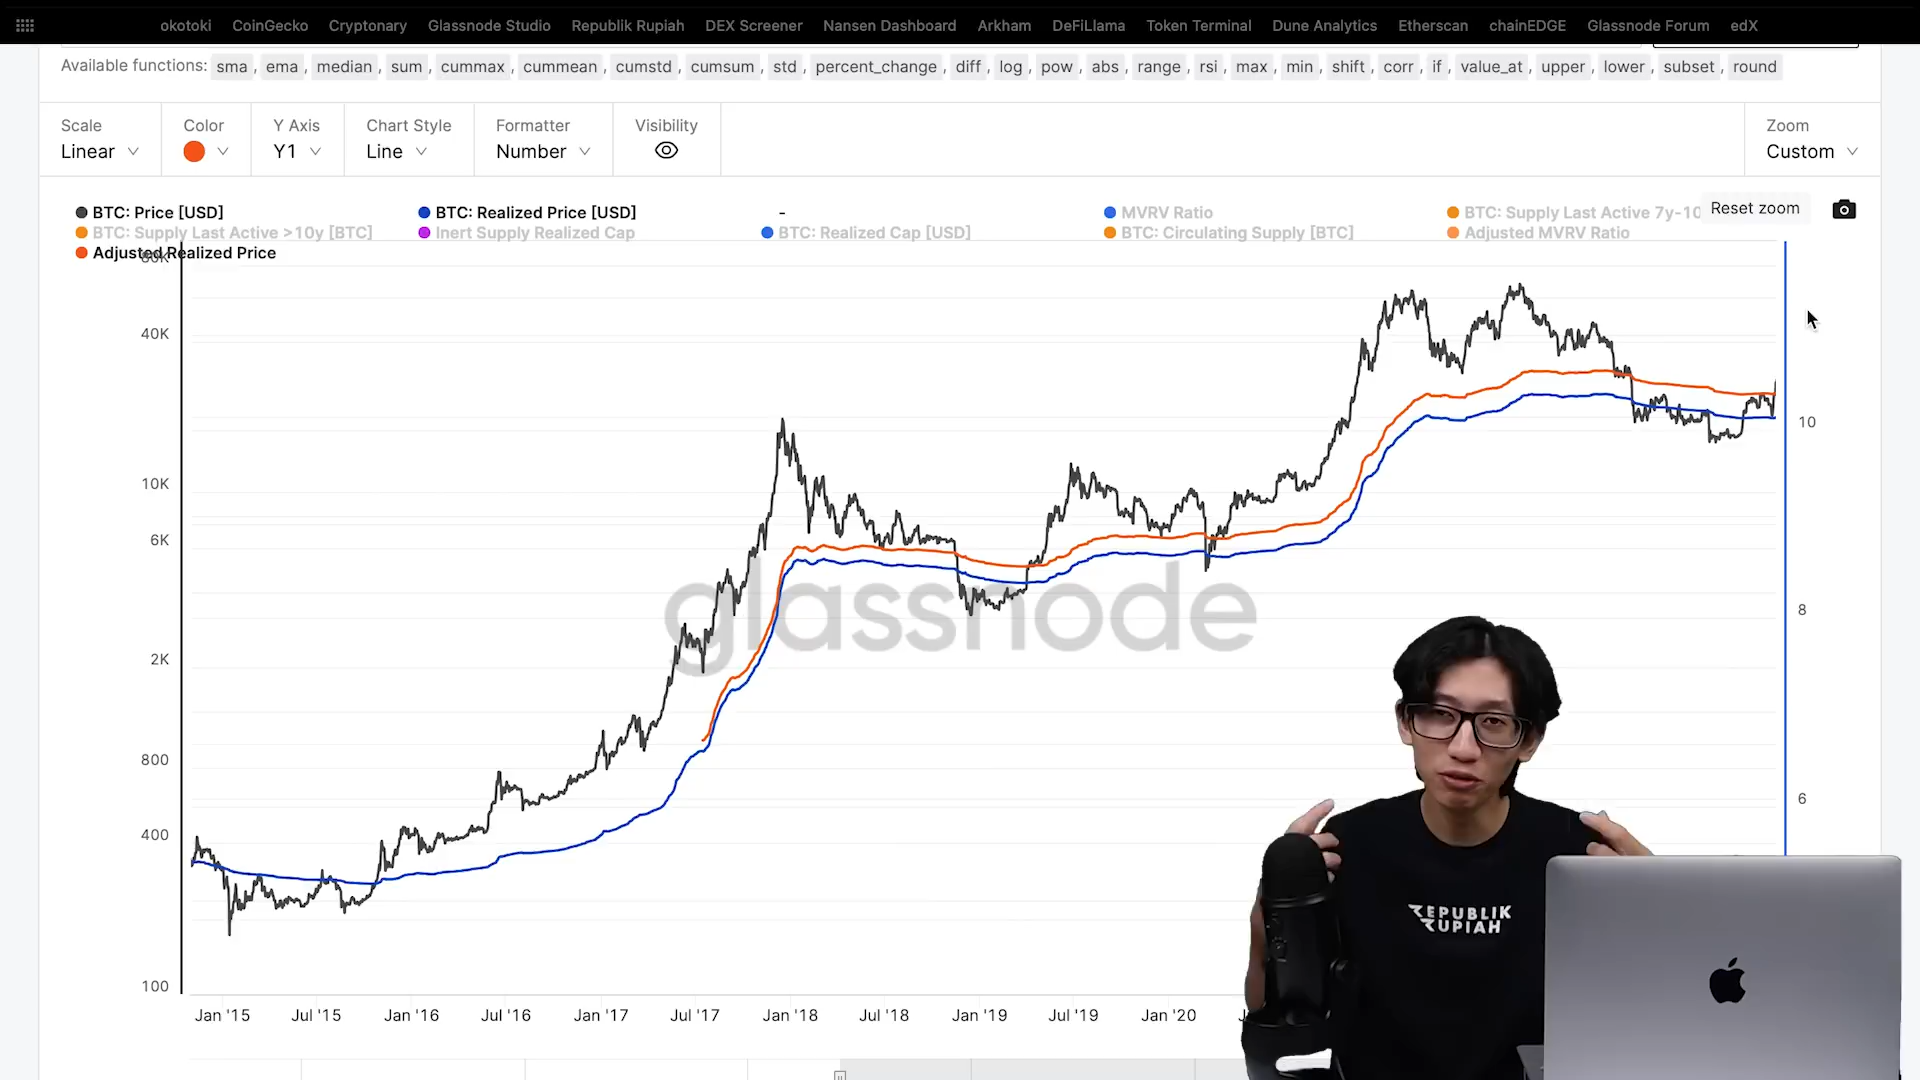 okotoki CoinGecko Cryptonary Glassnode Studio Republik Rupiah DEX Screener Nansen Dashboard Arkham DeFiLlama Token Terminal Dune Analytics Etherscan chainEDGE Glassnode Forum edX
Available functions: sma , ema , median , sum , cummax , cummean , cumstd , cumsum , std , percent_change , diff , log , pow , abs , range , rsi , max , min , shift , corr , if , value_at , upper , lower , subset , round
Scale Color Y Axis Chart Style Formatter Visibility Zoom
Linear Y1 Line Number Custom
BTC: Price [USD] BTC: Realized Price [USD] - MVRV Ratio BTC: Supply Last Active 7y-10 Reset zoom
BTC: Supply Last Active >10y [BTC] Inert Supply Realized Cap BTC: Realized Cap [USD] BTC: Circulating Supply [BTC] Adjusted MVRV Ratio
Adjusted Realized Price
40K
10
10K
6K
glassnode
8
2K
800
6
400
REPUBLIK
RUPIAH
100
Jan '15 Jul '15 Jan '16 Jul '16 Jan '17 Jul '17 Jan '18 Jul '18 Jan '19 Jul '19 Jan '20